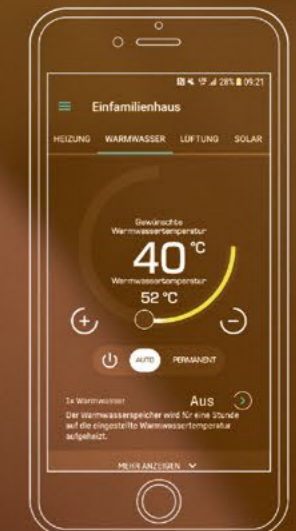 28% 09:21
Einfamilienhaus
HEIZUNG WARMWASSER LÜFTUNG SOLAR
Gewünschte
Warmwassertemperatur
40 °C
Warmwassertemperatur
52 °C
AUTO PERMANENT
1x Warmwasser Aus
Der Warmwasserspeicher wird für eine Stunde
auf die eingestellte Warmwassertemperatur
aufgeheizt.
MEHR ANZEIGEN